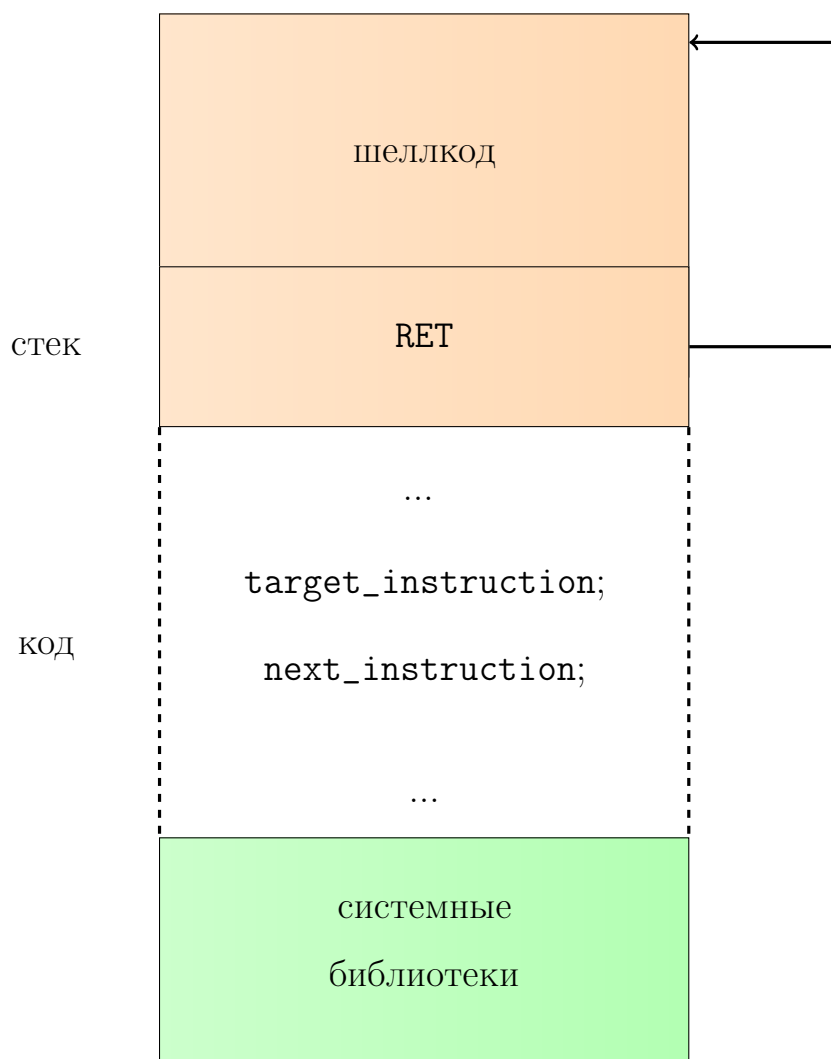 шеллкод
RET
стек
...
target_instruction;
код
next_instruction;
...
системные
библиотеки